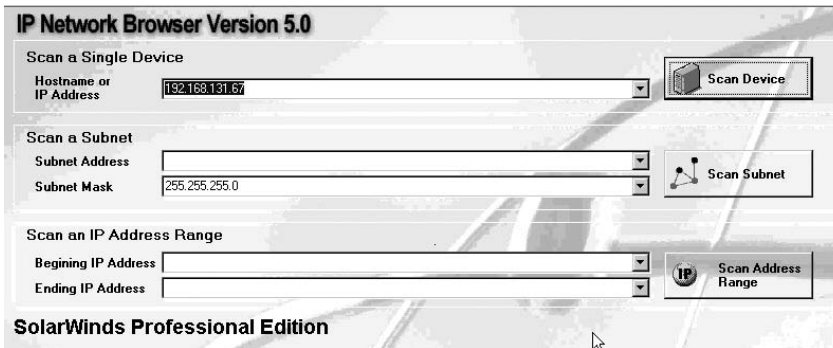 IP Network Browser Version 5.0
Scan a Single Device
Hostname or
IP Address
192.168.131.67
Scan Device
Scan a Subnet
Subnet Address
Subnet Mask
255.255.255.0
Scan Subnet
Scan an IP Address Range
Begining IP Address
Ending IP Address
IP
Scan Address
Range
SolarWinds Professional Edition